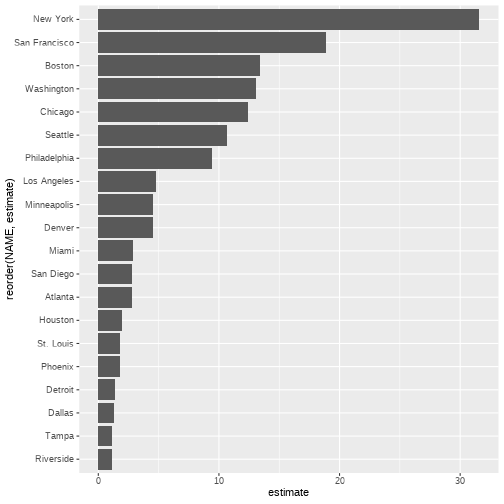 reorder(NAME, estimate)
New York
San Francisco
Boston
Washington
Chicago
Seattle
Philadelphia
Los Angeles
Minneapolis
Denver
Miami
San Diego
Atlanta
Houston
St. Louis
Phoenix
Detroit
Dallas
Tampa
Riverside
0 10 20 30
estimate